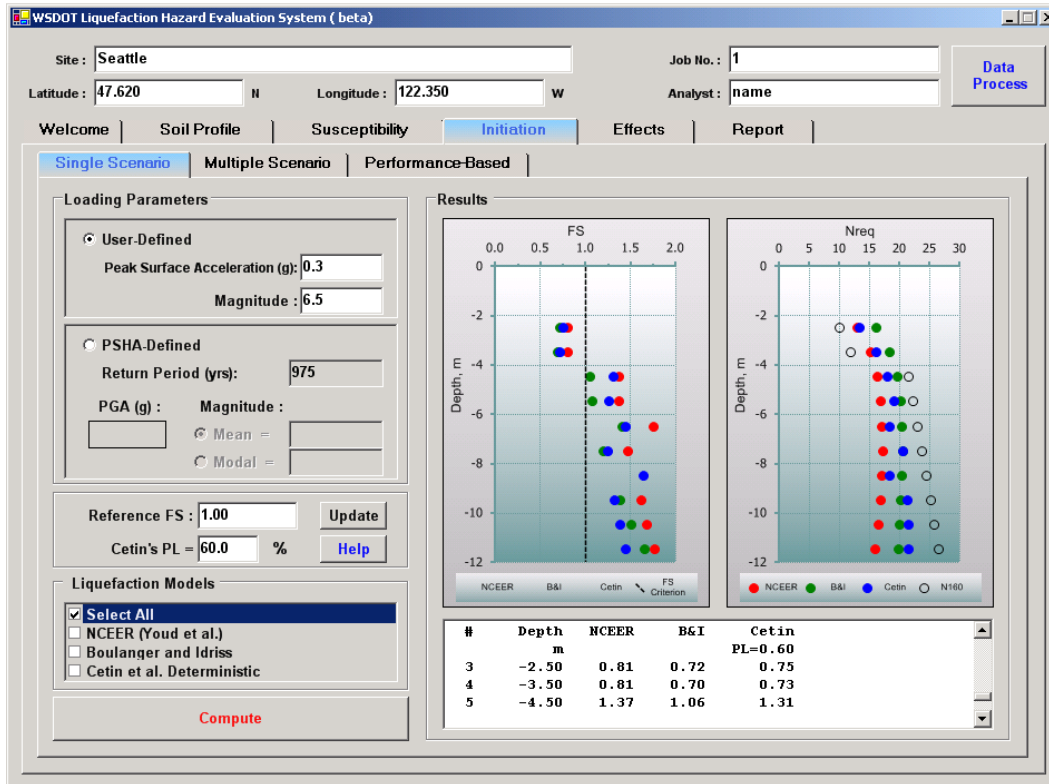 WSDOT Liquefaction Hazard Evaluation System ( beta)
Site : Seattle Job No. : 1
Data Process
Latitude : 47.620 N Longitude : 122.350 W Analyst : name
Welcome Soil Profile Susceptibility Initiation Effects Report
Single Scenario Multiple Scenario Performance-Based
Loading Parameters
User-Defined
Peak Surface Acceleration (g): 0.3
Magnitude : 6.5
PSHA-Defined
Return Period (yrs): 975
PGA (g) : Magnitude :
Mean =
Modal =
Reference FS : 1.00 Update
Cetin's PL = 60.0 % Help
Liquefaction Models
Select All
NCEER (Youd et al.)
Boulanger and Idriss
Cetin et al. Deterministic
Compute
Results
FS
0.0 0.5 1.0 1.5 2.0
0
-2
-4
-6
-8
-10
-12
Depth, m
NCEER B&I Cetin FS Criterion
Nreq
0 5 10 15 20 25 30
0
-2
-4
-6
-8
-10
-12
Depth, m
NCEER B&I Cetin N160
# Depth NCEER B&I Cetin
m PL=0.60
3 -2.50 0.81 0.72 0.75
4 -3.50 0.81 0.70 0.73
5 -4.50 1.37 1.06 1.31